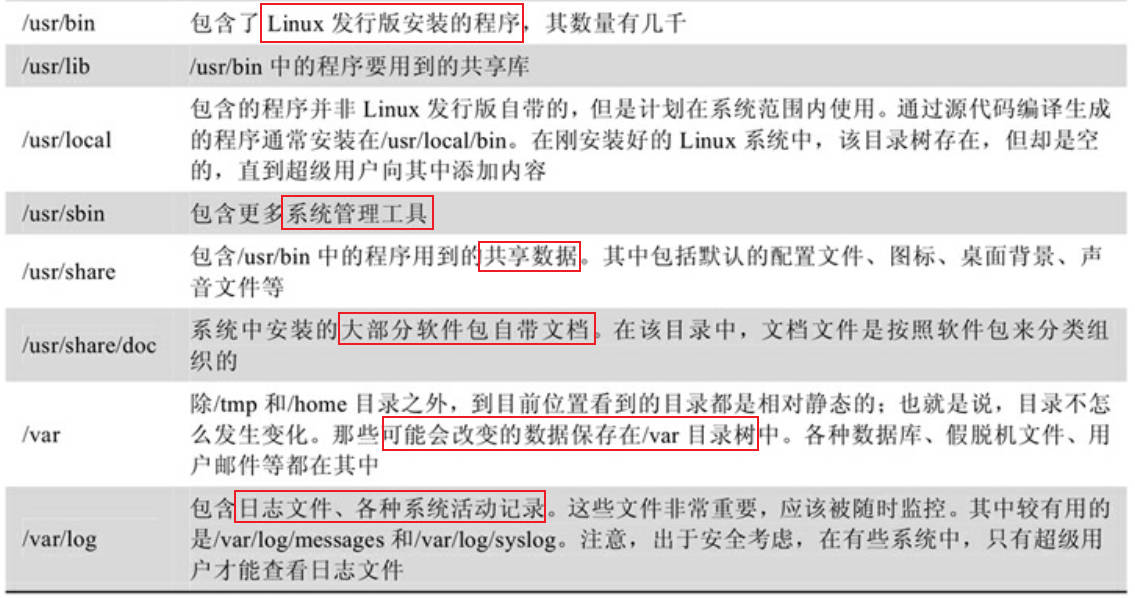 /usr/bin 包含了 Linux 发行版安装的程序，其数量有几千
/usr/lib /usr/bin 中的程序要用到的共享库
包含的程序并非 Linux 发行版自带的，但是计划在系统范围内使用。通过源代码编译生成
/usr/local 的程序通常安装在/usr/local/bin。在刚安装好的 Linux 系统中，该目录树存在，但却是空
的，直到超级用户向其中添加内容
/usr/sbin 包含更多系统管理工具
/usr/share 包含/usr/bin 中的程序用到的共享数据。其中包括默认的配置文件、图标、桌面背景、声
音文件等
/usr/share/doc 系统中安装的大部分软件包自带文档。在该目录中，文档文件是按照软件包来分类组
织的
除/tmp 和/home 目录之外，到目前位置看到的目录都是相对静态的；也就是说，目录不怎
/var 么发生变化。那些可能会改变的数据保存在/var 目录树中。各种数据库、假脱机文件、用
户邮件等都在其中
包含日志文件、各种系统活动记录。这些文件非常重要，应该被随时监控。其中较有用的
/var/log 是/var/log/messages 和/var/log/syslog。注意，出于安全考虑，在有些系统中，只有超级用
户才能查看日志文件